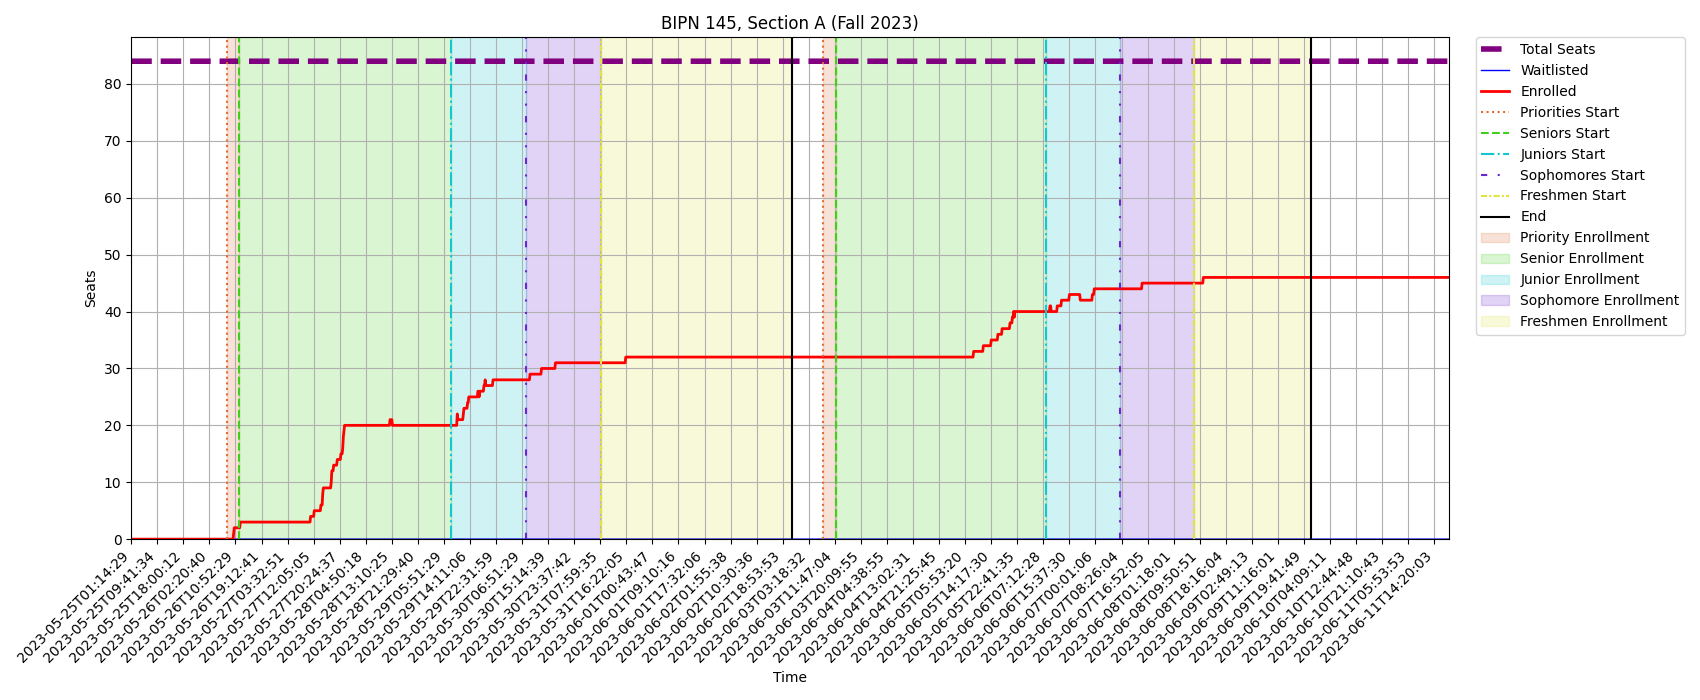 BIPN 145, Section A (Fall 2023)
Seats
80
70
60
50
40
30
20
10
0
2023-05-25T01:14:29
2023-05-25T09:41:34
2023-05-25T18:00:12
2023-05-26T02:20:40
2023-05-26T10:52:29
2023-05-26T19:12:41
2023-05-27T03:32:51
2023-05-27T12:05:05
2023-05-27T20:24:37
2023-05-28T04:50:18
2023-05-28T13:10:25
2023-05-28T21:29:40
2023-05-29T05:51:29
2023-05-29T14:11:06
2023-05-29T22:31:59
2023-05-30T06:51:29
2023-05-30T15:14:39
2023-05-30T23:37:42
2023-05-31T07:59:35
2023-05-31T16:22:05
2023-06-01T00:43:47
2023-06-01T09:10:16
2023-06-01T17:32:06
2023-06-02T01:55:38
2023-06-02T10:30:36
2023-06-02T18:53:53
2023-06-03T03:18:32
2023-06-03T11:47:04
2023-06-03T20:09:55
2023-06-04T04:38:55
2023-06-04T13:02:31
2023-06-04T21:25:45
2023-06-05T05:53:20
2023-06-05T14:17:30
2023-06-05T22:41:35
2023-06-06T07:12:28
2023-06-06T15:37:30
2023-06-07T00:01:06
2023-06-07T08:26:04
2023-06-07T16:52:05
2023-06-08T01:18:01
2023-06-08T09:50:51
2023-06-08T18:16:04
2023-06-09T02:49:13
2023-06-09T11:16:01
2023-06-09T19:41:49
2023-06-10T04:09:11
2023-06-10T12:44:48
2023-06-10T21:10:43
2023-06-11T05:53:53
2023-06-11T14:20:03
Time
Total Seats
Waitlisted
Enrolled
Priorities Start
Seniors Start
Juniors Start
Sophomores Start
Freshmen Start
End
Priority Enrollment
Senior Enrollment
Junior Enrollment
Sophomore Enrollment
Freshmen Enrollment